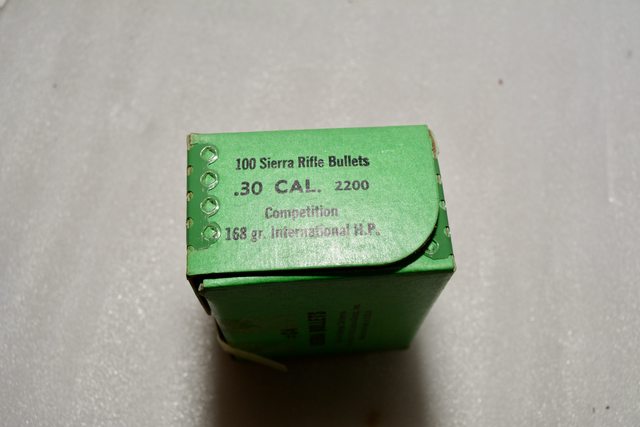 100 Sierra Rifle Bullets
.30 CAL. 2200
Competition
168 gr. International H.P.